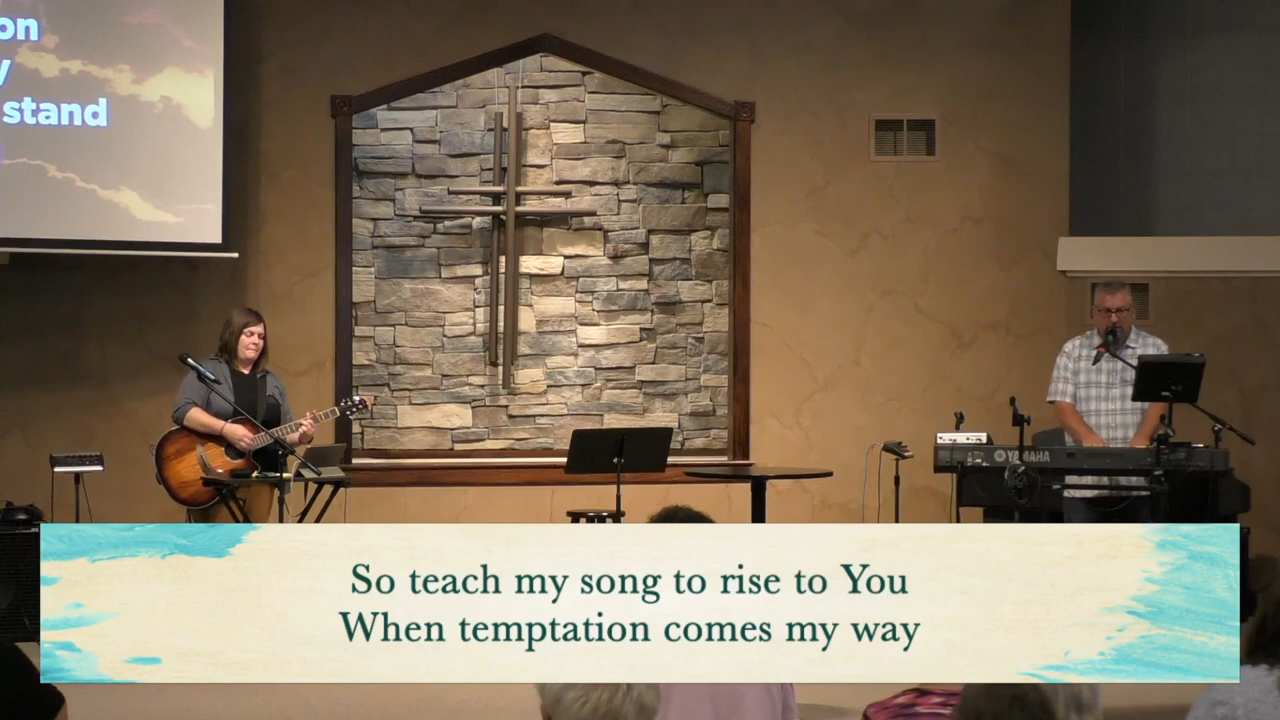 on
y
stand
YAMAHA
So teach my song to rise to You
When temptation comes my way